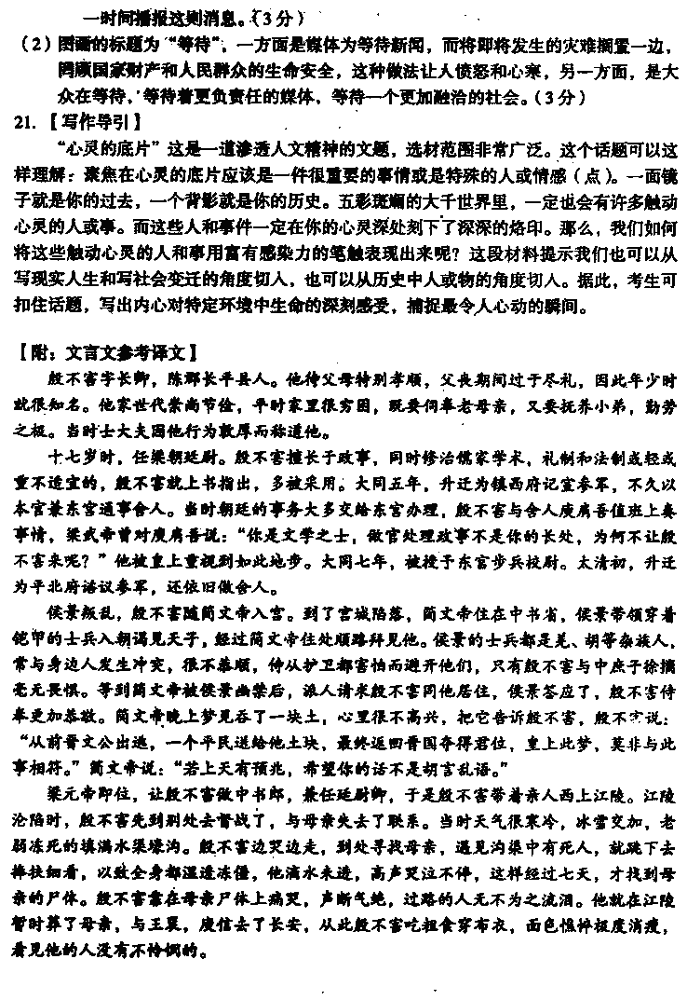 一时间播报这则消息。(3分)
(2)图画的标题为“等待”,一方面是媒体为等待新闻,而将即将发生的灾难搁置一边,
罔顾国家财产和人民群众的生命安全,这种做法让人愤怒和心寒,另一方面,是大
众在等待,等待着更负责任的媒体,等待一个更加融洽的社会。(3分)
21.【写作导引】
“心灵的底片”这是一道渗透人文精神的文题,选材范围非常广泛。这个话题可以这
样理解:聚焦在心灵的底片应该是一件很重要的事情或是特殊的人或情感(点)。一面镜
子就是你的过去,一个背影就是你的历史。五彩斑斓的大千世界里,一定也会有许多触动
心灵的人或事。而这些人和事件一定在你的心灵深处刻下了深深的烙印。那么,我们如何
将这些触动心灵的人和事用富有感染力的笔触表现出来呢?这段材料提示我们也可以从
写现实人生和写社会变迁的角度切人,也可以从历史中人或物的角度切人。据此,考生可
扣住话题,写出内心对特定环境中生命的深刻感受,捕捉最令人心动的瞬间。
【附:文言文参考译文】
殷不害字长卿,陈郡长平县人。他待父母特别孝顺,父丧期间过于尽礼,因此年少时
就很知名。他家世代崇尚节俭,平时家里很穷困,既要伺奉老母亲,又要抚养小弟,勤劳
之极。当时士大夫因他行为敦厚而称道他。
十七岁时,任梁朝廷尉。殷不害擅长于政事,同时修治儒家学术,礼制和法制或轻或
重不适宜的,殷不害就上书指出,多被采用。大同五年,升迁为镇西府记室参军,不久以
本官兼东宫通事舍人。当时朝廷的事务大多交给东宫办理,殷不害与舍人庾肩吾值班上奏
事情,梁武帝曾对庾肩吾说:“你是文学之士,做官处理政事不是你的长处,为何不让殷
不害来呢?”他被皇上重视到如此地步。大同七年,被授予东宫步兵校尉。太清初,升迁
为平北府谘议参军,还依旧做舍人。
侯景叛乱,殷不害随简文帝入宫。到了宫城陷落,简文帝住在中书省,侯景带领穿着
铠甲的士兵入朝谒见天子,经过简文帝住处顺路拜见他。侯景的士兵都是羌、胡等杂族人,
常与身边人发生冲突,很不恭顺,侍从护卫都害怕而避开他们,只有殷不害与中庶子徐摛
毫无畏惧。等到简文帝被侯景幽禁后,派人请求殷不害同他居住,侯景答应了,殷不害侍
奉更加恭敬。简文帝晚上梦见吞了一块土,心里很不高兴,把它告诉殷不害,殷不害说:
“从前晋文公出逃,一个平民送给他土块,最终返回晋国夺得君位,皇上此梦,莫非与此
事相符。”简文帝说:“若上天有预兆,希望你的话不是胡言乱语。”
梁元帝即位,让殷不害做中书郎,兼任廷尉卿,于是殷不害带着亲人西上江陵。江陵
沦陷时,殷不害先到别处去督战了,与母亲失去了联系。当时天气很寒冷,冰雪交加,老
弱冻死的填满水渠壕沟。殷不害边哭边走,到处寻找母亲,遇见沟渠中有死人,就跳下去
捧扶细看,以致全身都湿透冻僵,他滴水未进,高声哭泣不停,这样经过七天,才找到母
亲的尸体。殷不害靠在母亲尸体上痛哭,声断气绝,过路的人无不为之流泪。他就在江陵
暂时葬了母亲,与王裒,庾信去了长安,从此殷不害吃粗食穿布衣,面色憔悴极度消瘦,
看见他的人没有不怜悯的。